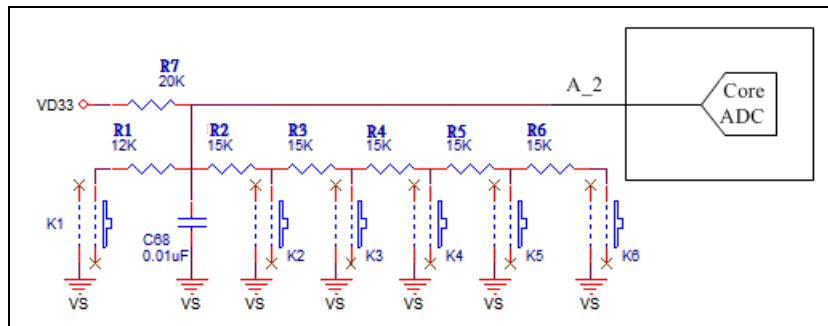 R7
20K
VD33
A_2
Core
ADC
R1
12K
R2
15K
R3
15K
R4
15K
R5
15K
R6
15K
K1
C68
0.01uF
K2
K3
K4
K5
K6
VS
VS
VS
VS
VS
VS
VS